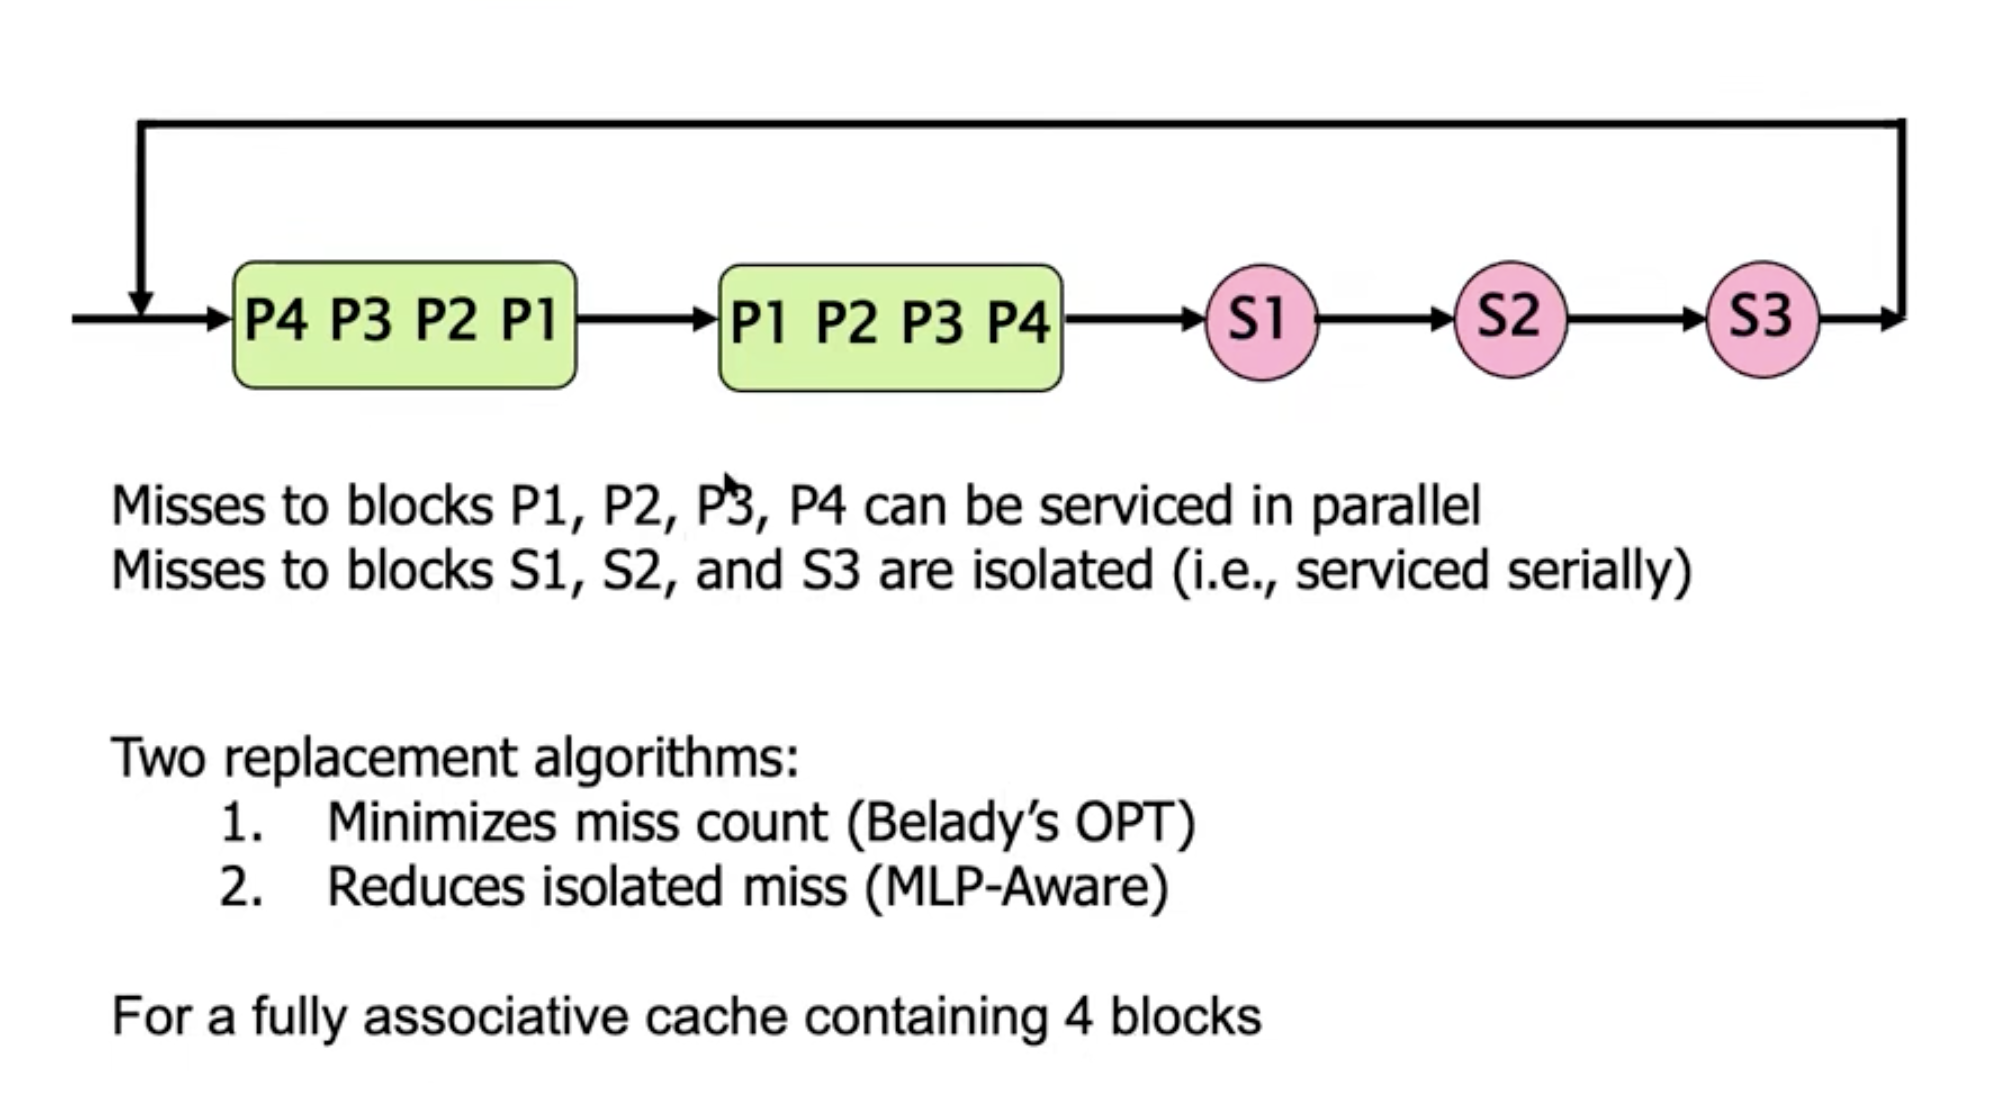 P4 P3 P2 P1
P1 P2 P3 P4
S1
S2
S3
Misses to blocks P1, P2, P3, P4 can be serviced in parallel
Misses to blocks S1, S2, and S3 are isolated (i.e., serviced serially)
Two replacement algorithms:
1. Minimizes miss count (Belady’s OPT)
2. Reduces isolated miss (MLP-Aware)
For a fully associative cache containing 4 blocks